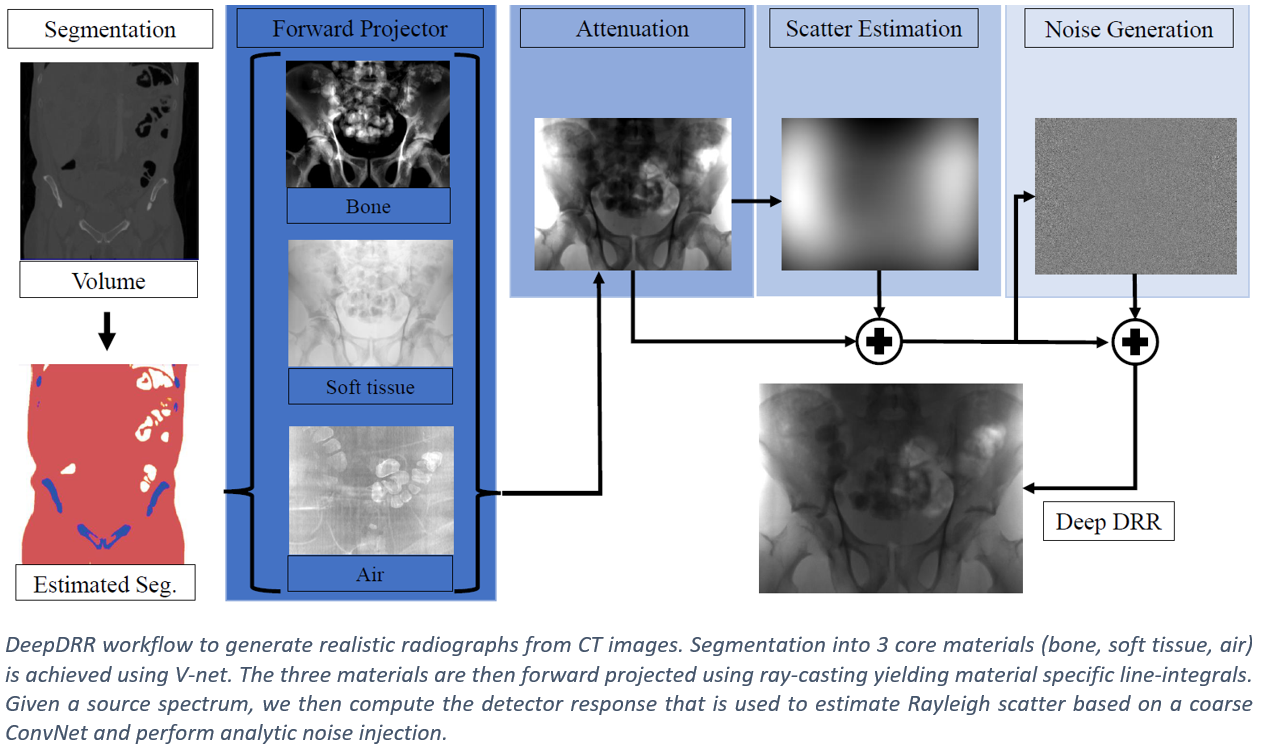 Segmentation
Forward Projector
Attenuation
Scatter Estimation
Noise Generation
Bone
Volume
Soft tissue
Air
Estimated Seg.
Deep DRR
DeepDRR workflow to generate realistic radiographs from CT images. Segmentation into 3 core materials (bone, soft tissue, air)
is achieved using V-net. The three materials are then forward projected using ray-casting yielding material specific line-integrals.
Given a source spectrum, we then compute the detector response that is used to estimate Rayleigh scatter based on a coarse
ConvNet and perform analytic noise injection.